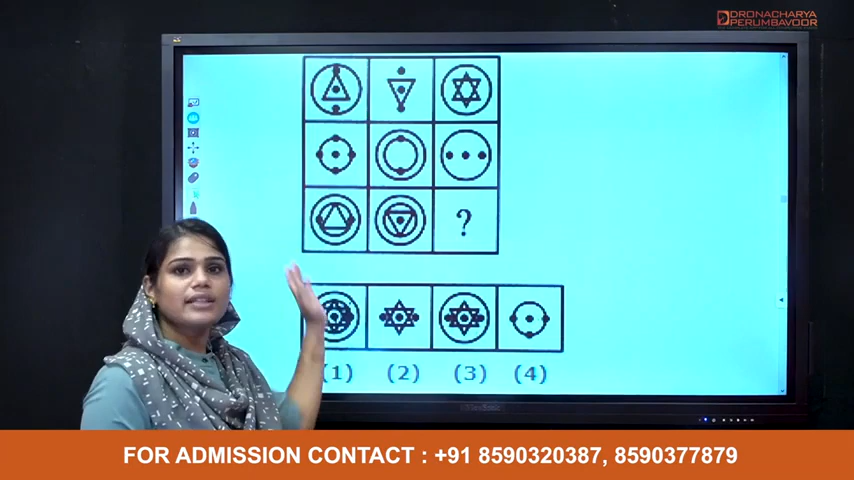 DRONACHARYA
PERUMBAVOOR
?
(1) (2) (3) (4)
FOR ADMISSION CONTACT : +91 8590320387, 8590377879